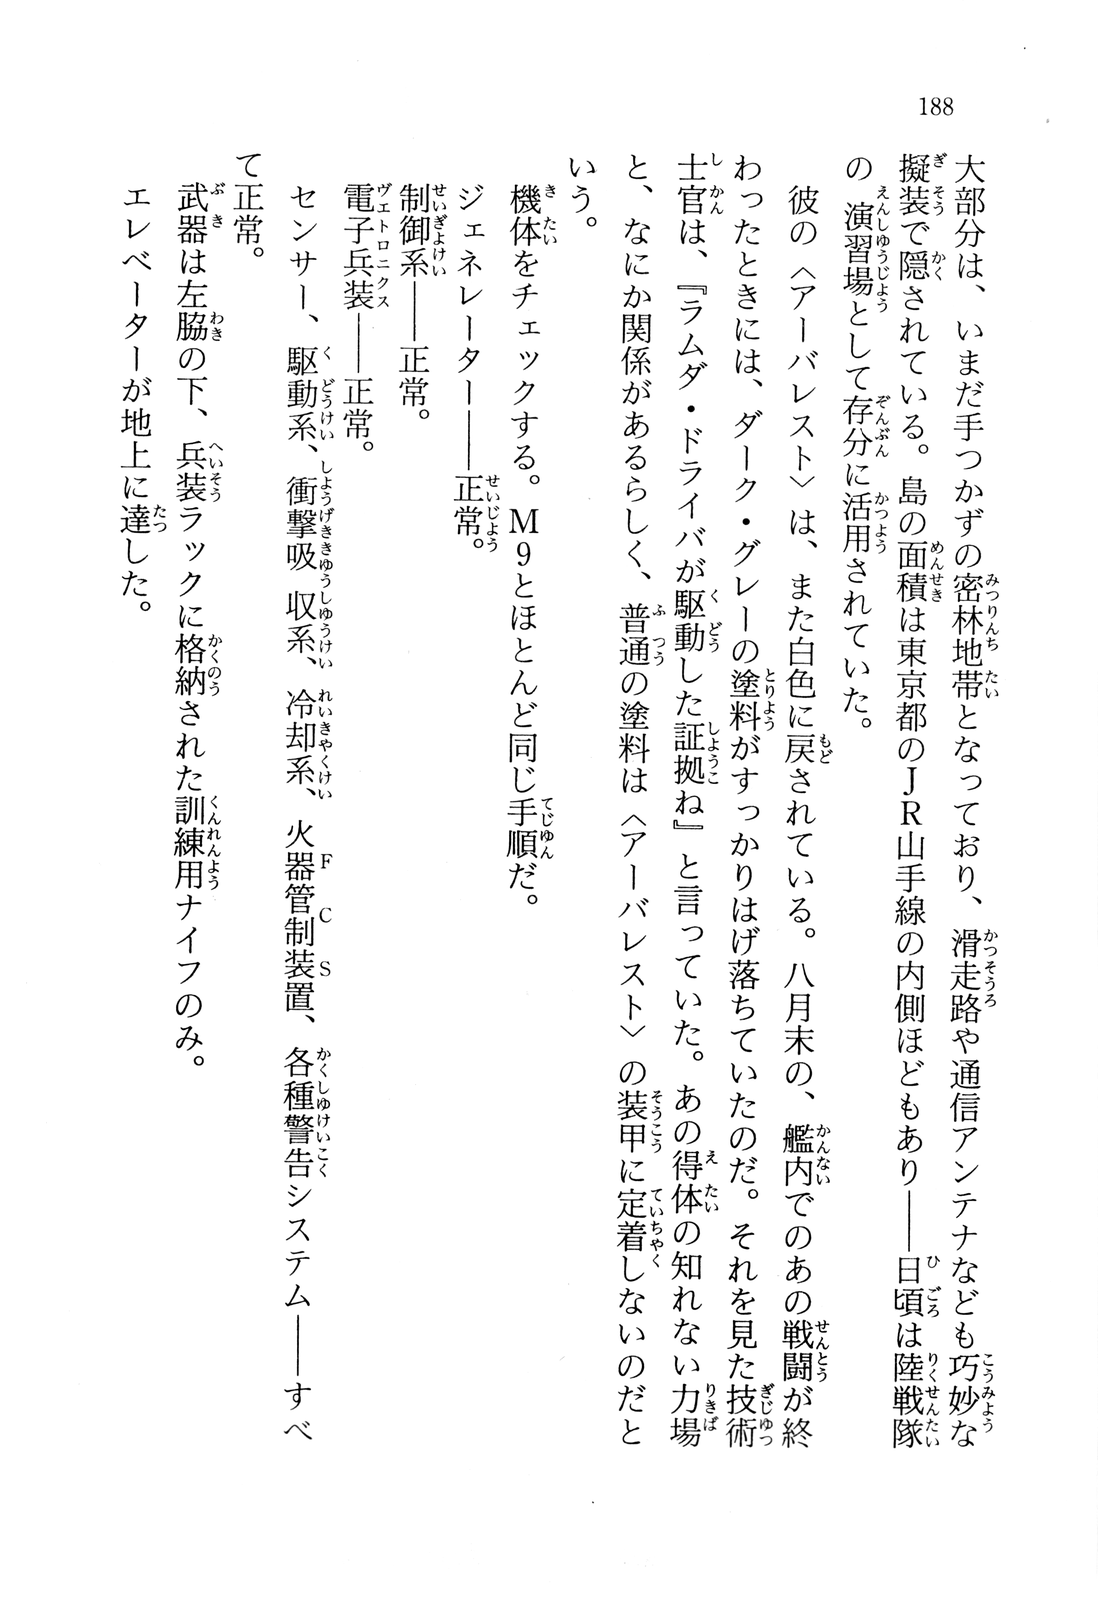 188
大部分は、いまだ手つかずの密林地帯となっており、滑走路や通信アンテナなども巧妙な
擬装で隠されている。島の面積は東京都のJR山手線の内側ほどもあり――日頃は陸戦隊
の演習場として存分に活用されていた。
彼の〈アーバレスト〉は、また白色に戻されている。八月末の、艦内でのあの戦闘が終
わったときには、ダーク・グレーの塗料がすっかりはげ落ちていたのだ。それを見た技術
士官は、『ラムダ・ドライバが駆動した証拠ね』と言っていた。あの得体の知れない力場
と、なにか関係があるらしく、普通の塗料は〈アーバレスト〉の装甲に定着しないのだと
いう。
機体をチェックする。M9とほとんど同じ手順だ。
ジェネレーター――正常。
制御系――正常。
電子兵装――正常。
センサー、駆動系、衝撃吸収系、冷却系、火器管制装置、各種警告システム――すべ
て正常。
武器は左脇の下、兵装ラックに格納された訓練用ナイフのみ。
エレベーターが地上に達した。